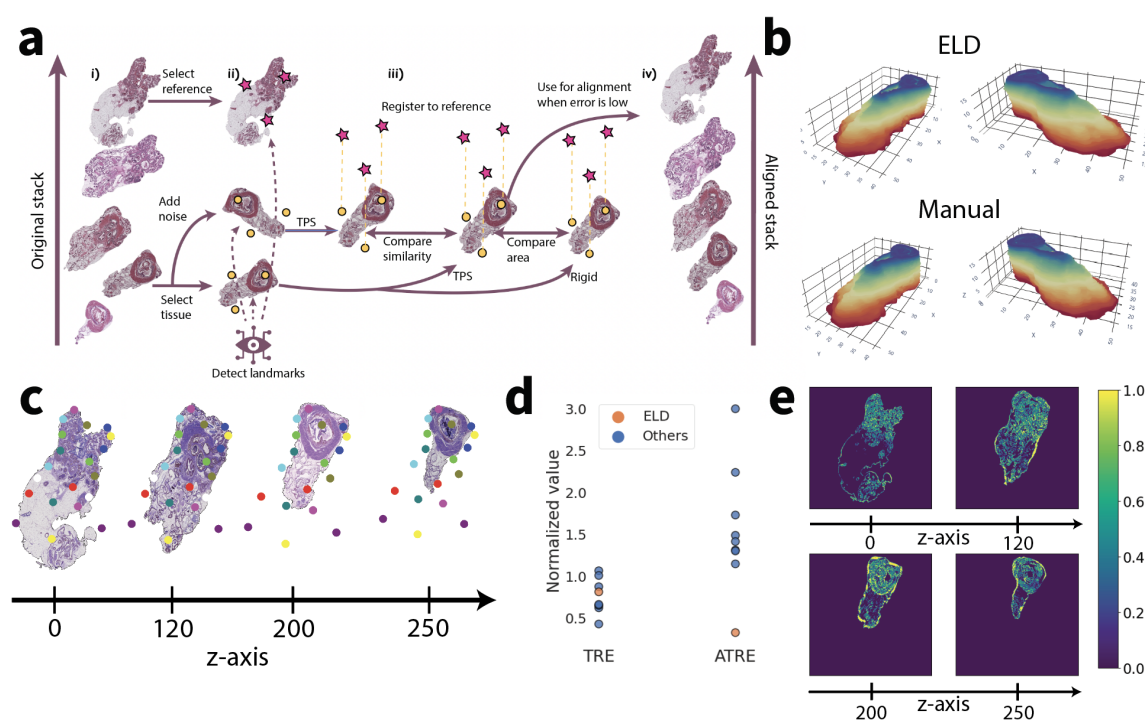 a
i)
Select
reference
ii)
iii)
Register to reference
Use for alignment
when error is low
iv)
Original stack
Add
noise
TPS
Compare
similarity
Compare
area
TPS
Rigid
Select
tissue
Detect landmarks
Aligned stack
b
ELD
Manual
c
0
120
200
250
z-axis
d
ELD
Others
Normalized value
3.0
2.5
2.0
1.5
1.0
0.5
TRE
ATRE
e
0
z-axis
120
200
z-axis
250
1.0
0.8
0.6
0.4
0.2
0.0